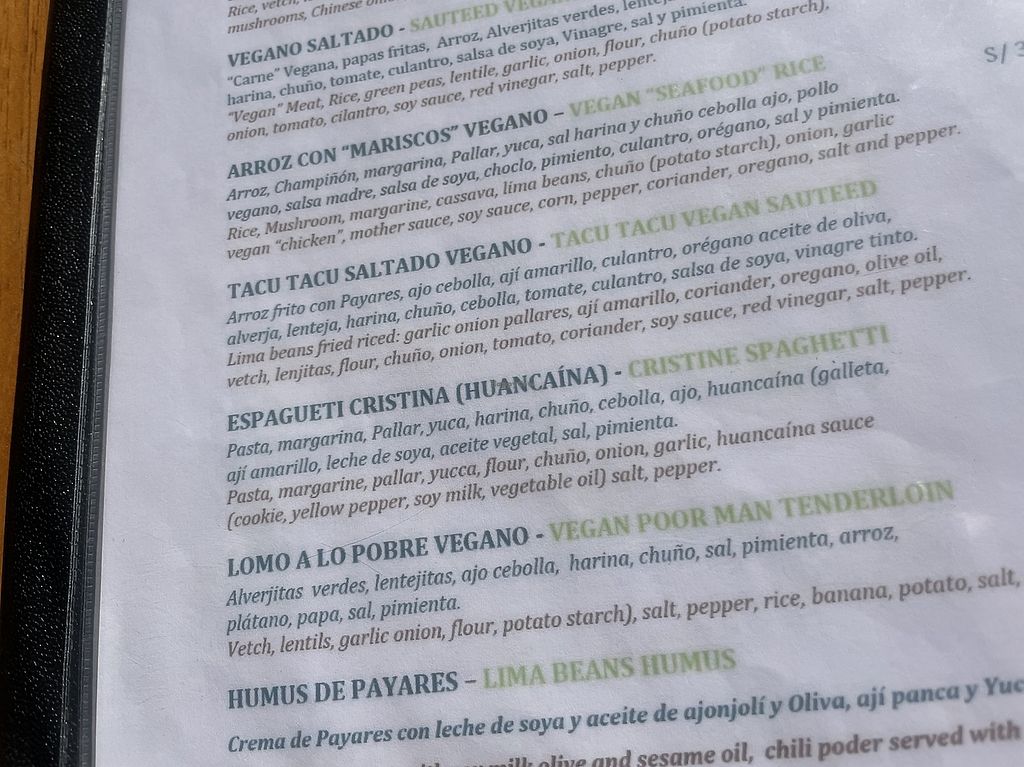 Rice, vetch,
mushrooms, Chinese
VEGANO SALTADO - SAUTEED VEGAN
"Carne" Vegana, papas fritas, Arroz, Alverjitas verdes,
harina, chuño, tomate, culantro, salsa de soya, Vinagre, sal y pimienta.
"Vegan" Meat, Rice, green peas, lentile, garlic, onion, flour, chuño (potato starch),
onion, tomato, cilantro, soy sauce, red vinegar, salt, pepper.
S/ 3
ARROZ CON "MARISCOS" VEGANO – VEGAN "SEAFOOD" RICE
Arroz, Champiñón, margarina, Pallar, yuca, sal harina y chuño cebolla ajo, pollo
vegano, salsa madre, salsa de soya, choclo, pimiento, culantro, orégano, sal y pimienta.
Rice, Mushroom, margarine, cassava, lima beans, chuño (potato starch), onion, garlic
vegan "chicken", mother sauce, soy sauce, corn, pepper, coriander, oregano, salt and pepper.
TACU TACU SALTADO VEGANO - TACU TACU VEGAN SAUTEED
Arroz frito con Payares, ajo cebolla, ají amarillo, culantro, orégano aceite de oliva,
alverja, lenteja, harina, chuño, cebolla, tomate, culantro, salsa de soya, vinagre tinto.
Lima beans fried riced: garlic onion pallares, ají amarillo, coriander, oregano, olive oil,
vetch, lenjitas, flour, chuño, onion, tomato, coriander, soy sauce, red vinegar, salt, pepper.
ESPAGUETI CRISTINA (HUANCAÍNA) - CRISTINE SPAGHETTI
Pasta, margarina, Pallar, yuca, harina, chuño, cebolla, ajo, huancaína (galleta,
ají amarillo, leche de soya, aceite vegetal, sal, pimienta.
Pasta, margarine, pallar, yucca, flour, chuño, onion, garlic, huancaína sauce
(cookie, yellow pepper, soy milk, vegetable oil) salt, pepper.
LOMO A LO POBRE VEGANO - VEGAN POOR MAN TENDERLOIN
Alverjitas verdes, lentejitas, ajo cebolla, harina, chuño, sal, pimienta, arroz,
plátano, papa, sal, pimienta.
Vetch, lentils, garlic onion, flour, potato starch), salt, pepper, rice, banana, potato, salt,
HUMUS DE PAYARES – LIMA BEANS HUMUS
Crema de Payares con leche de soya y aceite de ajonjolí y Oliva, ají panca y Yuc
milk olive and sesame oil, chili poder served with